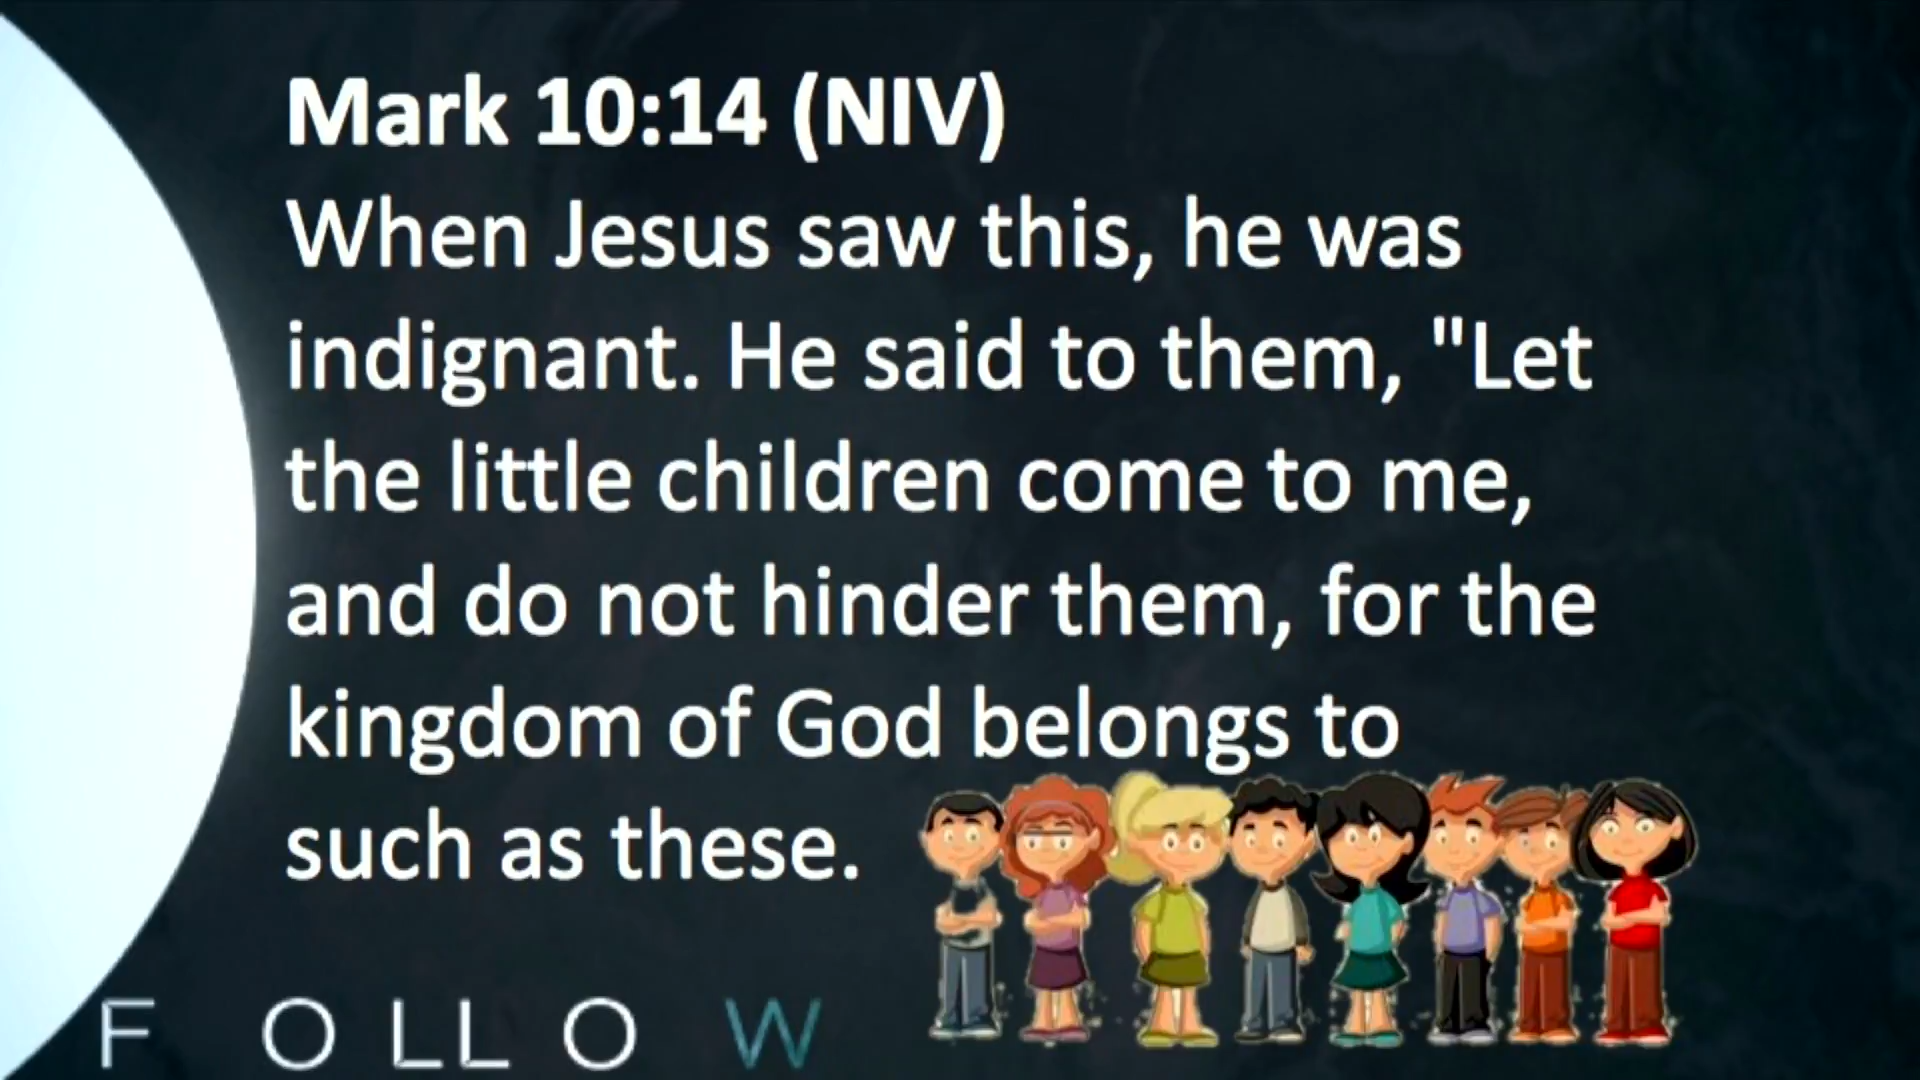 Mark 10:14 (NIV)
When Jesus saw this, he was
indignant. He said to them, "Let
the little children come to me,
and do not hinder them, for the
kingdom of God belongs to
such as these.
F OLLO W